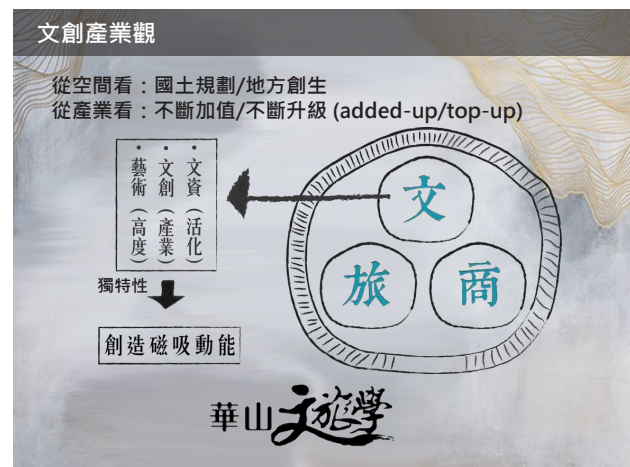 文創產業觀
從空間看：國土規劃/地方創生
從產業看：不斷加值/不斷升級 (added-up/top-up)
•文資（活化）
•文創（產業）
•藝術（高度）
獨特性
創造磁吸動能
文
旅
商
華山文旅學